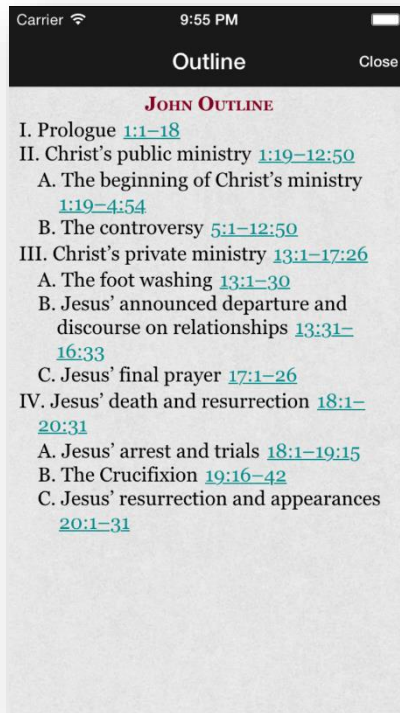 Carrier 9:55 PM
Outline Close
JOHN OUTLINE
I. Prologue 1:1–18
II. Christ’s public ministry 1:19–12:50
A. The beginning of Christ’s ministry
1:19–4:54
B. The controversy 5:1–12:50
III. Christ’s private ministry 13:1–17:26
A. The foot washing 13:1–30
B. Jesus’ announced departure and
discourse on relationships 13:31–
16:33
C. Jesus’ final prayer 17:1–26
IV. Jesus’ death and resurrection 18:1–
20:31
A. Jesus’ arrest and trials 18:1–19:15
B. The Crucifixion 19:16–42
C. Jesus’ resurrection and appearances
20:1–31